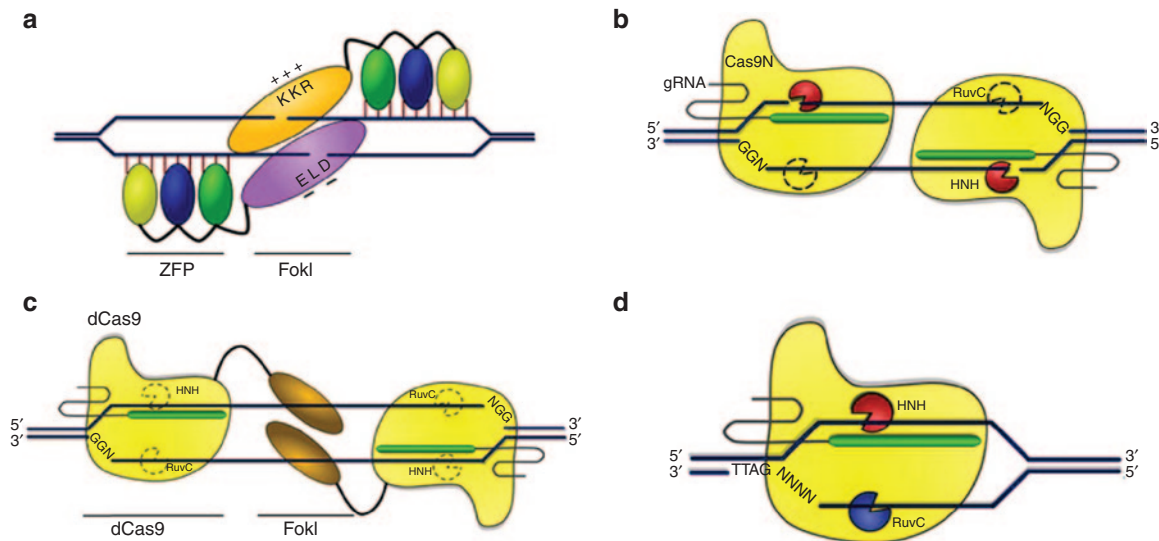 a
+++
KKR
ELD
– –
ZFP
FokI
b
Cas9N
gRNA
RuvC
NGG
5′
3′
3
5
GGN
HNH
c
dCas9
HNH
RuvC
NGG
5′
3′
3′
5′
GGN
RuvC
HNH
dCas9
FokI
d
HNH
5′
3′
TTAG
NNNN
3′
5′
RuvC